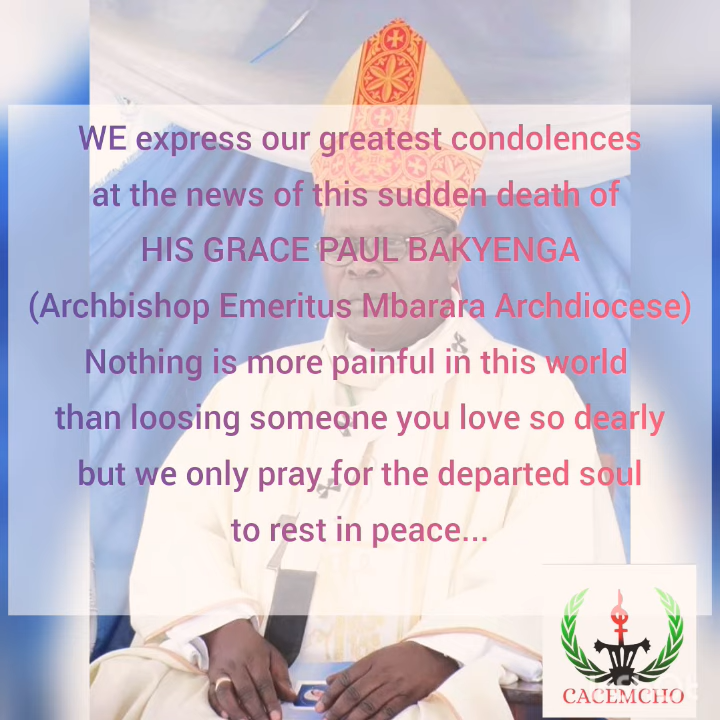 WE express our greatest condolences
at the news of this sudden death of
HIS GRACE PAUL BAKYENGA
(Archbishop Emeritus Mbarara Archdiocese)
Nothing is more painful in this world
than loosing someone you love so dearly
but we only pray for the departed soul
to rest in peace...
CACEMCHO